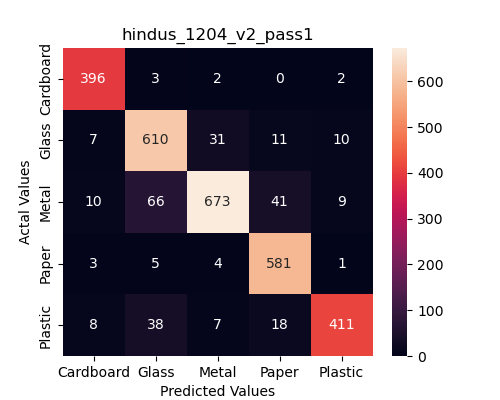 hindus_1204_v2_pass1
Cardboard 396 3 2 0 2
Glass 7 610 31 11 10
Metal 10 66 673 41 9
Paper 3 5 4 581 1
Plastic 8 38 7 18 411
Cardboard Glass Metal Paper Plastic
Predicted Values
Actal Values
600
500
400
300
200
100
0